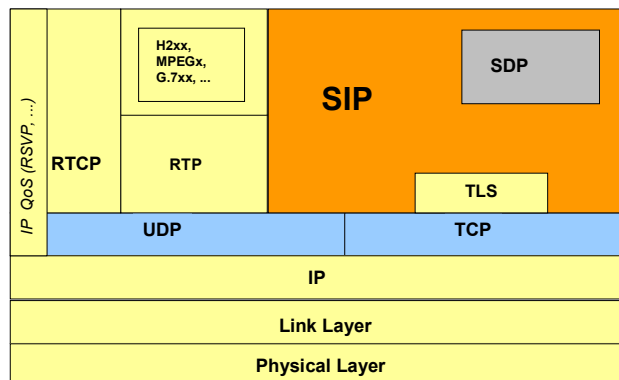 IP QoS (RSVP, ...)
RTCP
H2xx,
MPEGx,
G.7xx, ...
RTP
SIP
SDP
TLS
UDP
TCP
IP
Link Layer
Physical Layer